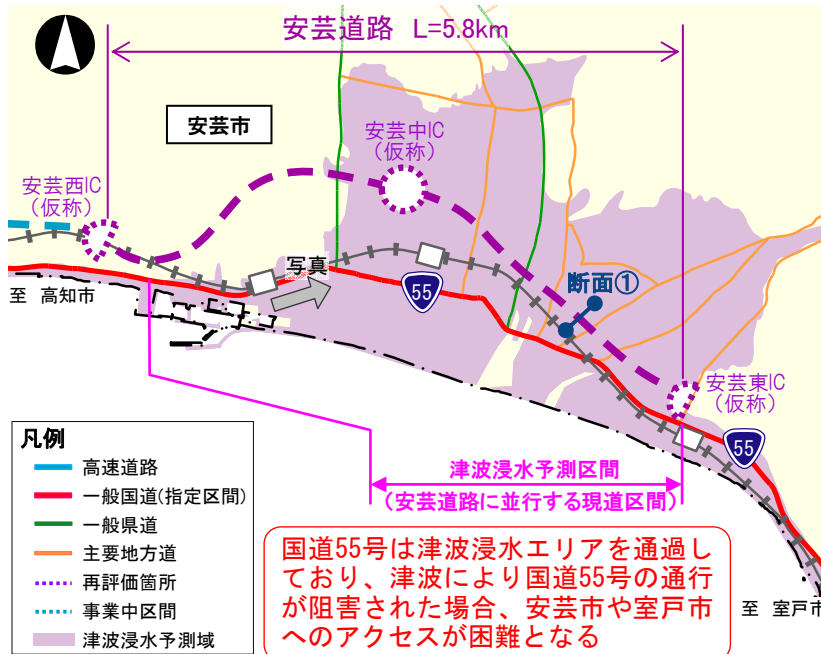 安芸道路 L=5.8km
安芸市
安芸中IC
（仮称）
安芸西IC
（仮称）
写真
至 高知市
55
断面①
安芸東IC
（仮称）
55
津波浸水予測区間
（安芸道路に並行する現道区間）
凡例
高速道路
一般国道(指定区間)
一般県道
主要地方道
再評価箇所
事業中区間
津波浸水予測域
国道55号は津波浸水エリアを通過し
ており、津波により国道55号の通行
が阻害された場合、安芸市や室戸市
へのアクセスが困難となる
至 室戸市